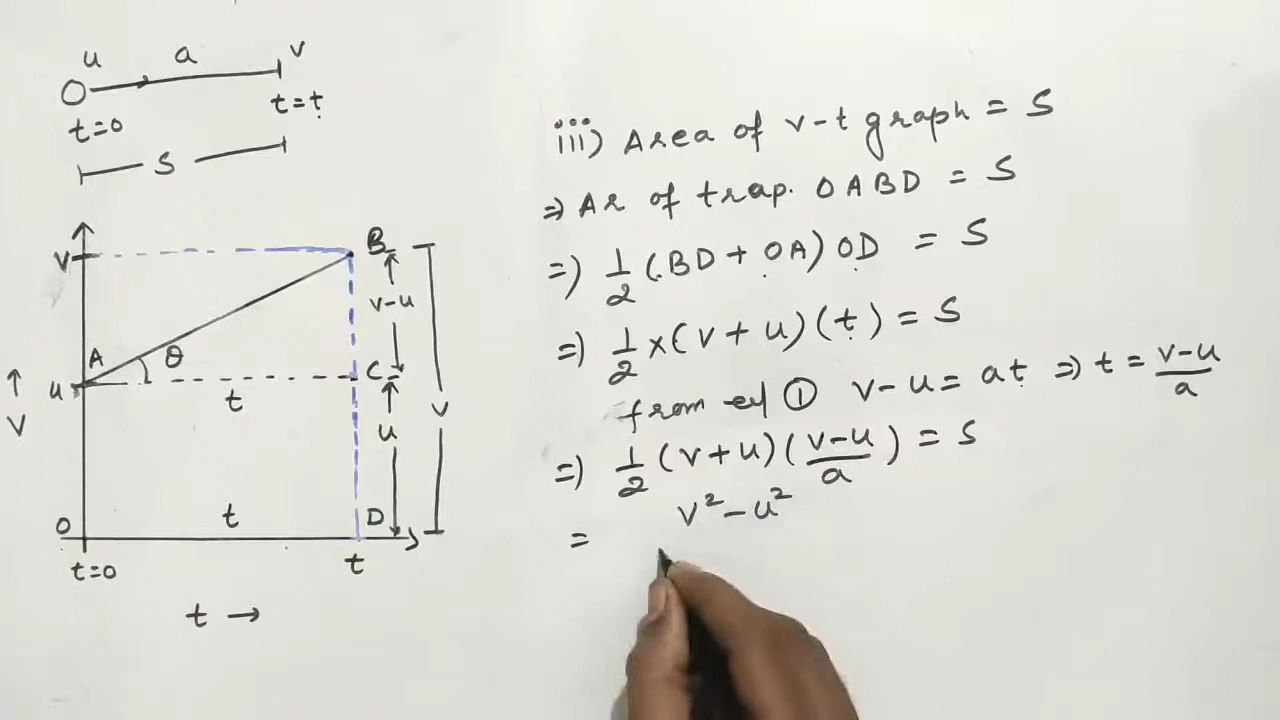 u a v
t=0 t=t
S
v B
v-u
A θ
u t C
↑
v
u v
O t D
t=0 t
t →
iii) Area of v-t graph = S
⇒ Ar of trap. OABD = S
⇒) 1/2 (BD + OA) OD = S
⇒) 1/2 × (v + u) (t) = S
from eq ① v - u = at ⇒ t = v-u/a
⇒) 1/2 (v + u) (v-u/a) = S
= v² - u²